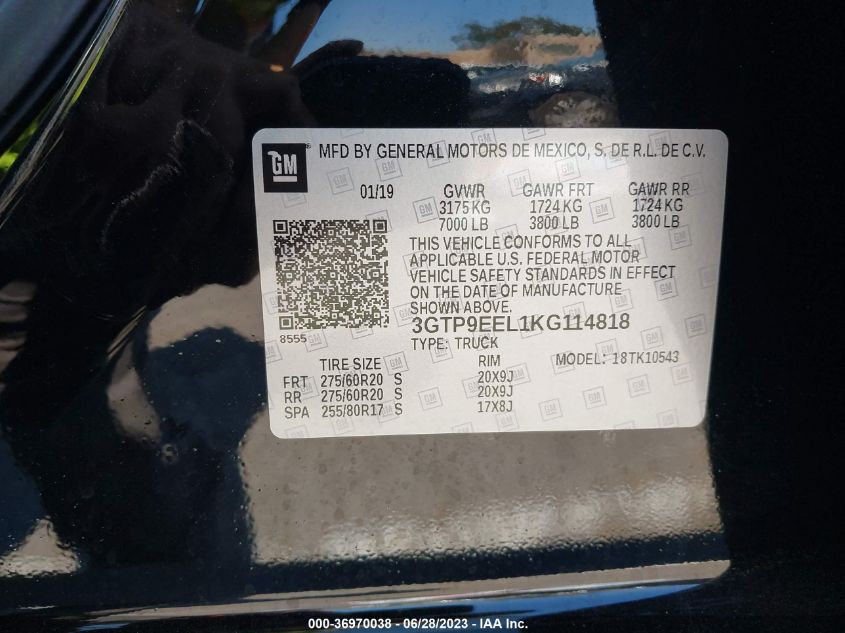 GM MFD BY GENERAL MOTORS DE MEXICO, S. DE R.L. DE C.V.
01/19 GVWR GAWR FRT GAWR RR
3175 KG 1724 KG 1724 KG
7000 LB 3800 LB 3800 LB
THIS VEHICLE CONFORMS TO ALL
APPLICABLE U.S. FEDERAL MOTOR
VEHICLE SAFETY STANDARDS IN EFFECT
ON THE DATE OF MANUFACTURE
SHOWN ABOVE.
3GTP9EEL1KG114818
8555
TYPE: TRUCK
TIRE SIZE RIM MODEL: 18TK10543
FRT 275/60R20 S 20X9J
RR 275/60R20 S 20X9J
SPA 255/80R17 S 17X8J
000-36970038 - 06/28/2023 - IAA Inc.